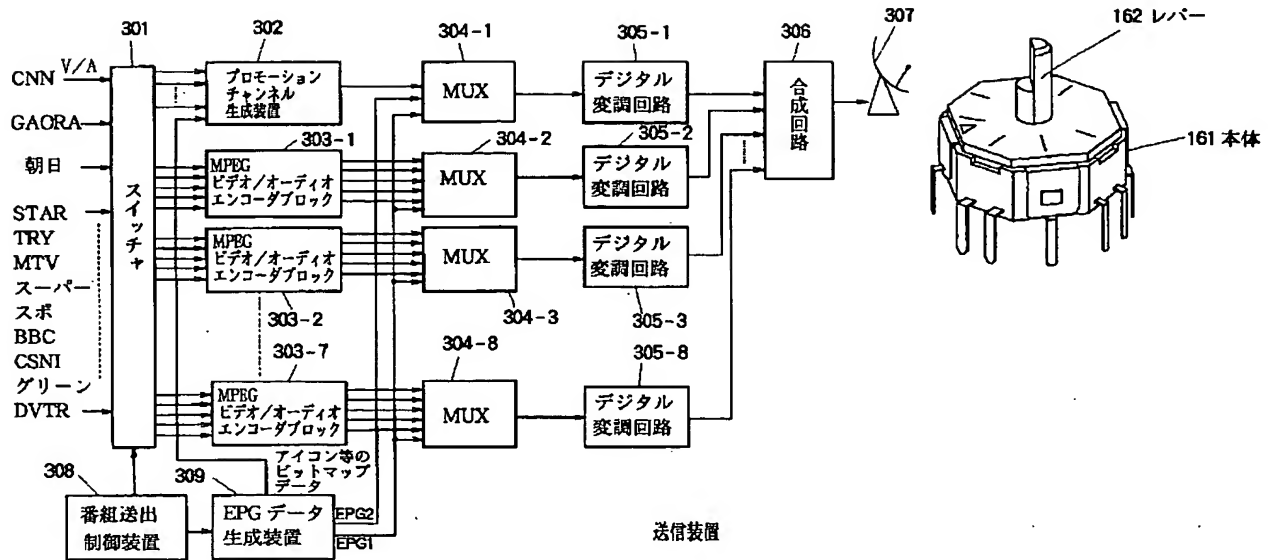 301
302
304-1
305-1
306
307
162 レバー
CNN
V/A
GAORA
朝日
STAR
TRY
MTV
スーパー
スポ
BBC
CSNI
グリーン
DVTR
スイッチャ
プロモーション
チャンネル
生成装置
MUX
デジタル
変調回路
合成回路
161 本体
303-1
304-2
305-2
MPEG
ビデオ/オーディオ
エンコーダブロック
MUX
デジタル
変調回路
MPEG
ビデオ/オーディオ
エンコーダブロック
MUX
デジタル
変調回路
303-2
304-3
305-3
303-7
304-8
305-8
MPEG
ビデオ/オーディオ
エンコーダブロック
MUX
デジタル
変調回路
アイコン等の
ビットマップ
データ
308
309
番組送出
制御装置
EPG データ
生成装置
EPG2
EPG1
送信装置